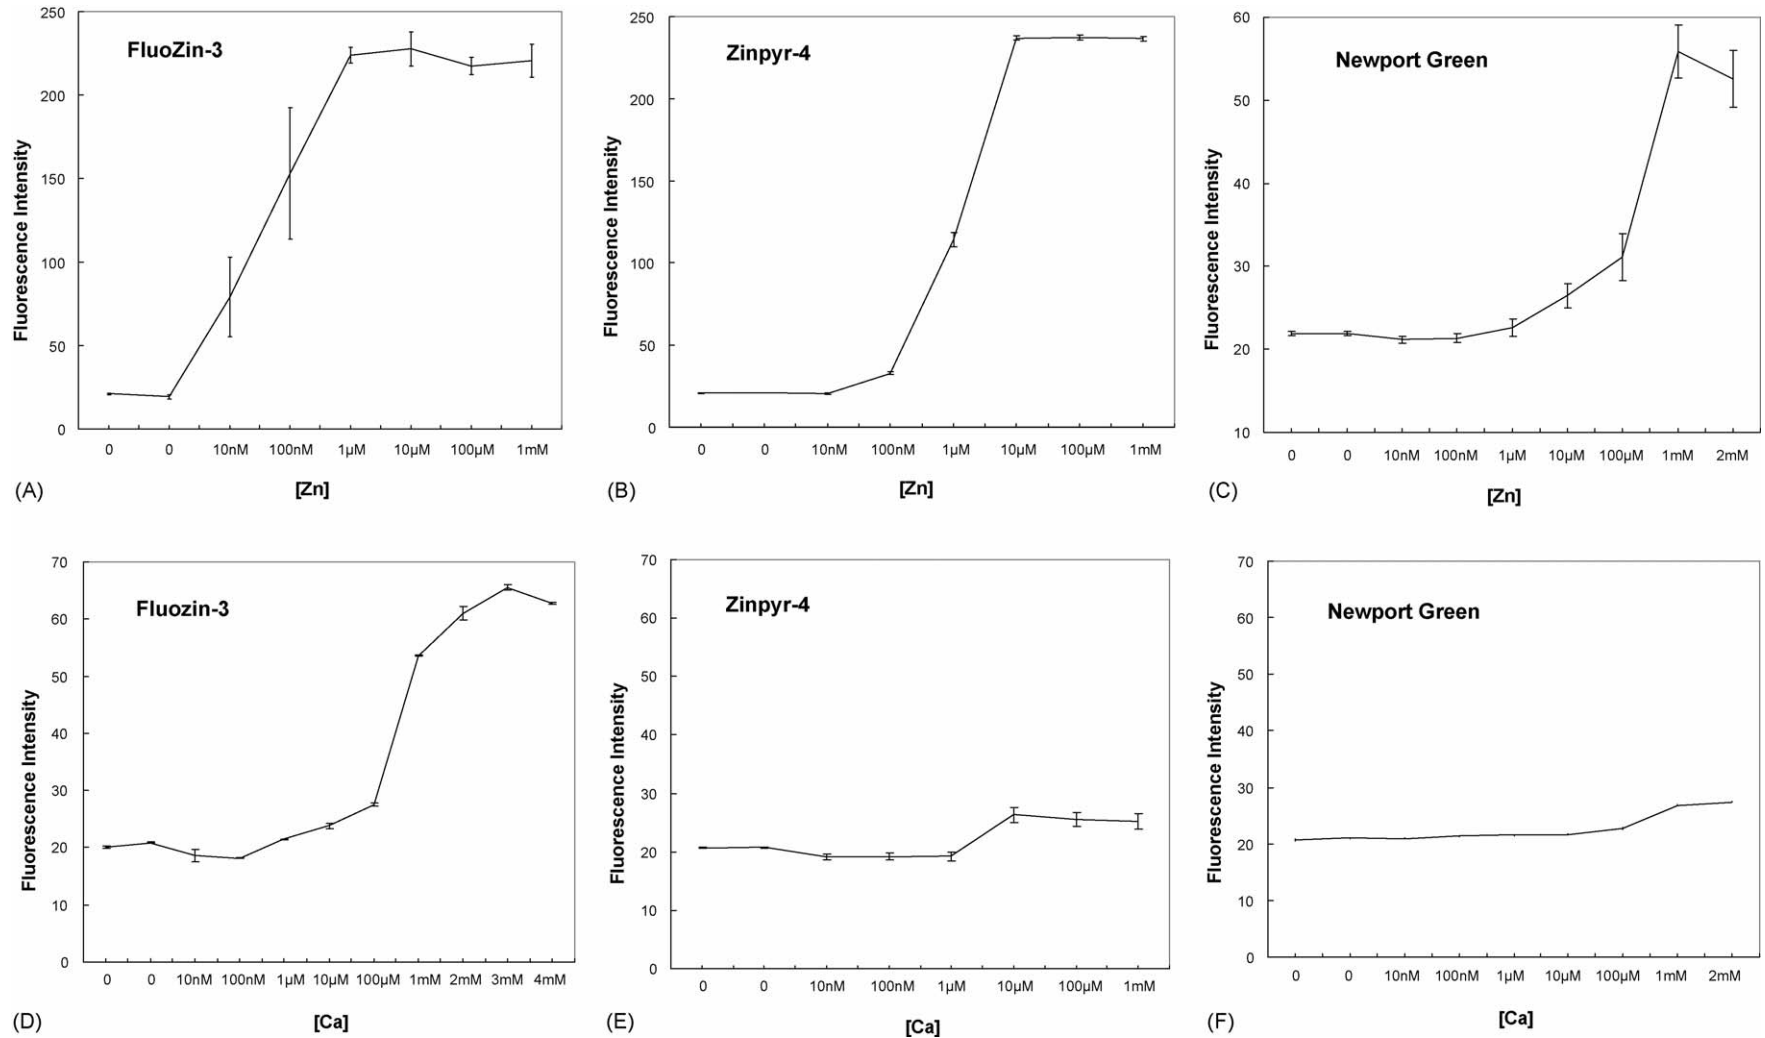 FluoZin-3
Fluorescence Intensity
250
200
150
100
50
0
0 0 10nM 100nM 1µM 10µM 100µM 1mM
(A)
[Zn]
Zinpyr-4
Fluorescence Intensity
250
200
150
100
50
0
0 0 10nM 100nM 1µM 10µM 100µM 1mM
(B)
[Zn]
Newport Green
Fluorescence Intensity
60
50
40
30
20
10
0 0 10nM 100nM 1µM 10µM 100µM 1mM 2mM
(C)
[Zn]
Fluozin-3
Fluorescence Intensity
70
60
50
40
30
20
10
0
0 0 10nM 100nM 1µM 10µM 100µM 1mM 2mM 3mM 4mM
(D)
[Ca]
Zinpyr-4
Fluorescence Intensity
70
60
50
40
30
20
10
0
0 0 10nM 100nM 1µM 10µM 100µM 1mM
(E)
[Ca]
Newport Green
Fluorescence Intensity
70
60
50
40
30
20
10
0
0 0 10nM 100nM 1µM 10µM 100µM 1mM 2mM
(F)
[Ca]